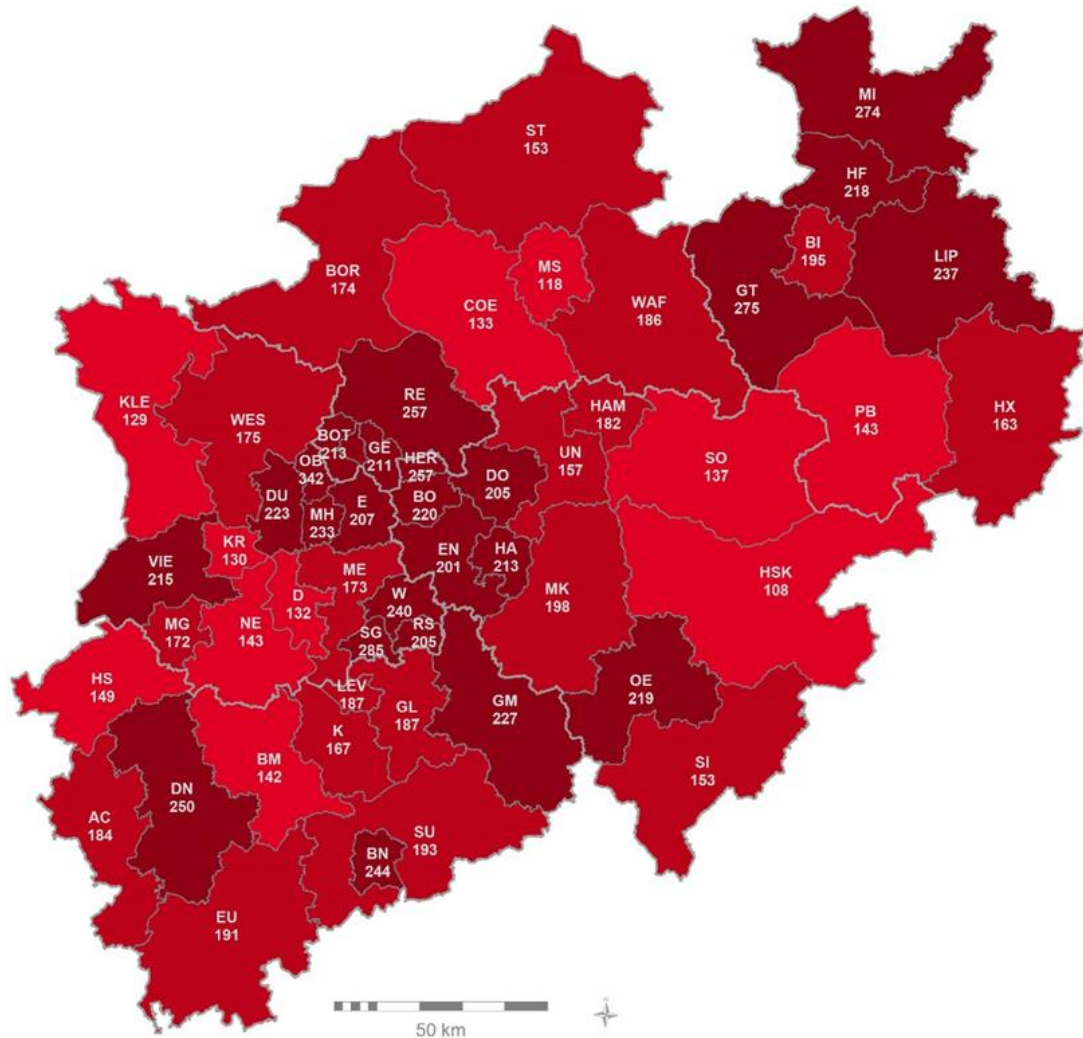 MI
274
ST
153
HF
218
BI
195
LIP
237
MS
118
BOR
174
GT
275
COE
133
WAF
186
RE
257
KLE
129
WES
175
HAM
182
PB
143
HX
163
BOT
213
GE
211
HER
257
UN
157
SO
137
OB
342
DO
205
DU
223
E
207
BO
220
MH
233
KR
130
EN
201
HA
213
VIE
215
ME
173
HSK
108
D
132
W
240
MK
198
MG
172
NE
143
SG
285
RS
205
HS
149
LEV
187
GL
187
GM
227
OE
219
K
167
BM
142
SI
153
DN
250
AC
184
SU
193
BN
244
EU
191
50 km